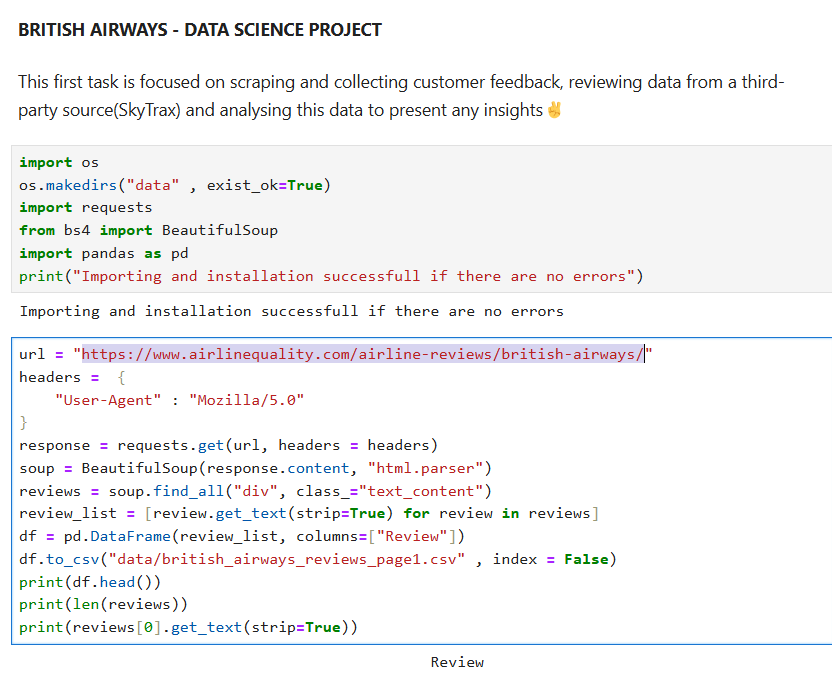 BRITISH AIRWAYS - DATA SCIENCE PROJECT
This first task is focused on scraping and collecting customer feedback, reviewing data from a third-
party source(SkyTrax) and analysing this data to present any insights✌
import os
os.makedirs("data" , exist_ok=True)
import requests
from bs4 import BeautifulSoup
import pandas as pd
print("Importing and installation successfull if there are no errors")
Importing and installation successfull if there are no errors
url = "https://www.airlinequality.com/airline-reviews/british-airways/"
headers =  {
    "User-Agent" : "Mozilla/5.0"
}
response = requests.get(url, headers = headers)
soup = BeautifulSoup(response.content, "html.parser")
reviews = soup.find_all("div", class_="text_content")
review_list = [review.get_text(strip=True) for review in reviews]
df = pd.DataFrame(review_list, columns=["Review"])
df.to_csv("data/british_airways_reviews_page1.csv" , index = False)
print(df.head())
print(len(reviews))
print(reviews[0].get_text(strip=True))
Review